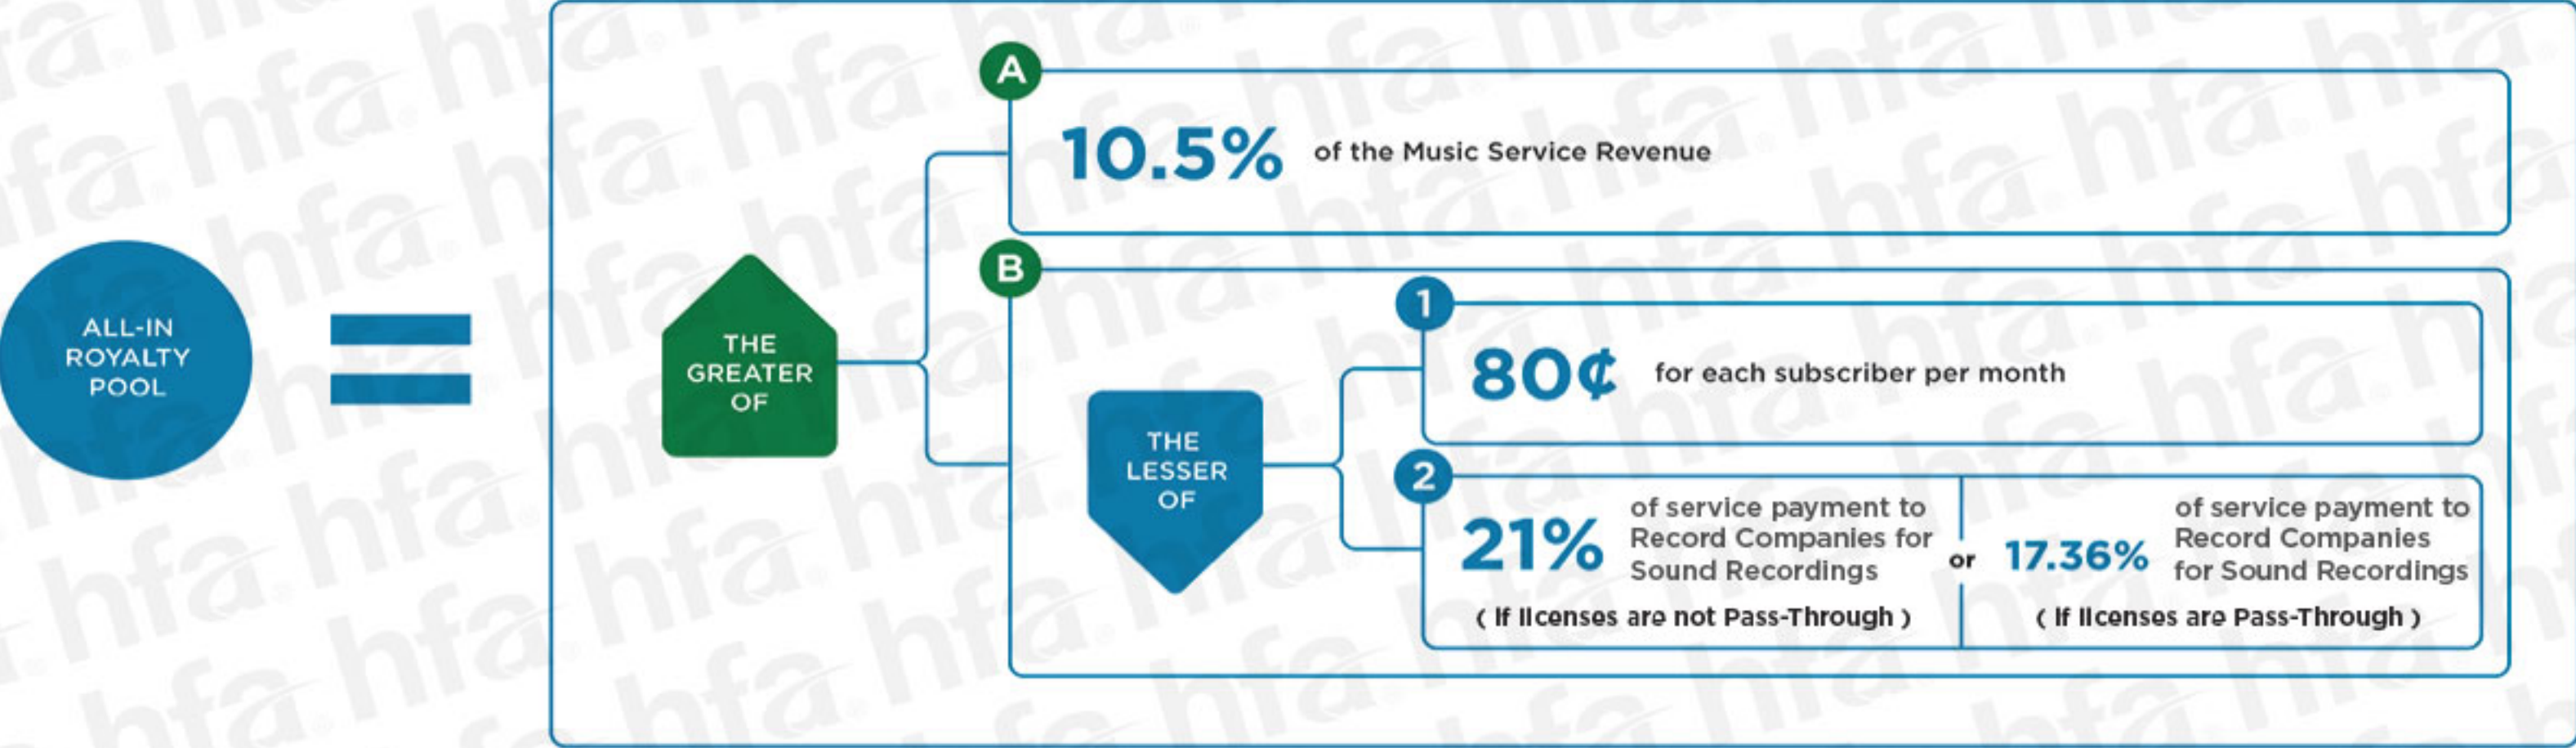 ALL-IN
ROYALTY
POOL
THE
GREATER
OF
A
10.5% of the Music Service Revenue
B
THE
LESSER
OF
1
80¢ for each subscriber per month
2
21%
of service payment to
Record Companies for
Sound Recordings
( If licenses are not Pass-Through )
or
17.36%
of service payment to
Record Companies
for Sound Recordings
( If licenses are Pass-Through )
hfa